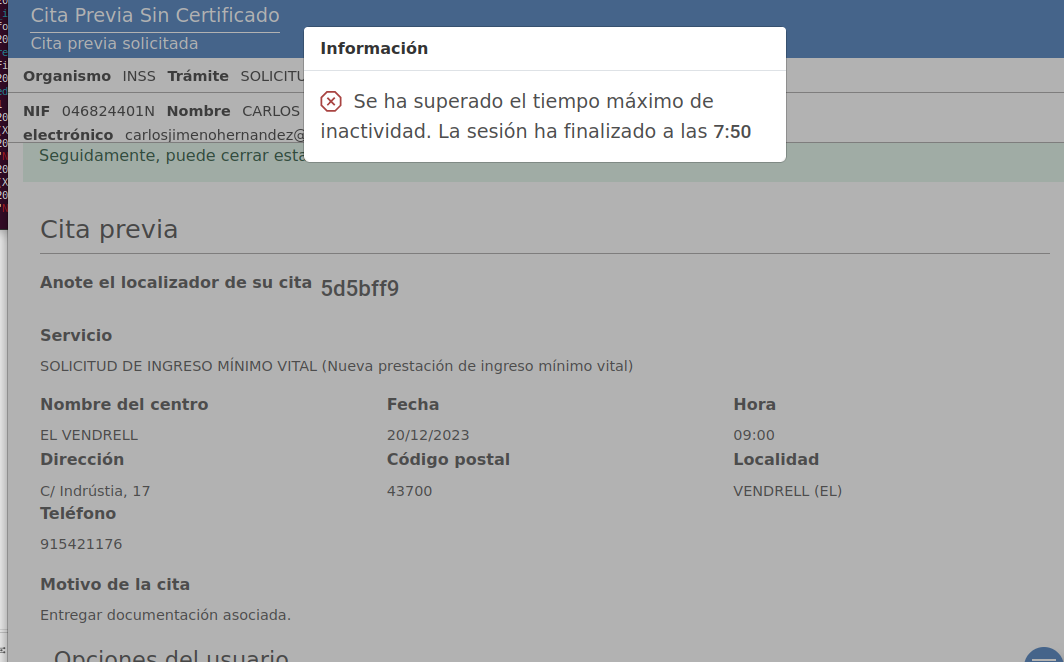 Cita Previa Sin Certificado
Cita previa solicitada
Información
Se ha superado el tiempo máximo de
inactividad. La sesión ha finalizado a las 7:50
Organismo INSS Trámite SOLICITU
NIF 046824401N Nombre CARLOS
electrónico carlosjimenohernandez@
Seguidamente, puede cerrar esta
Cita previa
Anote el localizador de su cita 5d5bff9
Servicio
SOLICITUD DE INGRESO MÍNIMO VITAL (Nueva prestación de ingreso mínimo vital)
Nombre del centro Fecha Hora
EL VENDRELL 20/12/2023 09:00
Dirección Código postal Localidad
C/ Indrústia, 17 43700 VENDRELL (EL)
Teléfono
915421176
Motivo de la cita
Entregar documentación asociada.
Opciones del usuario